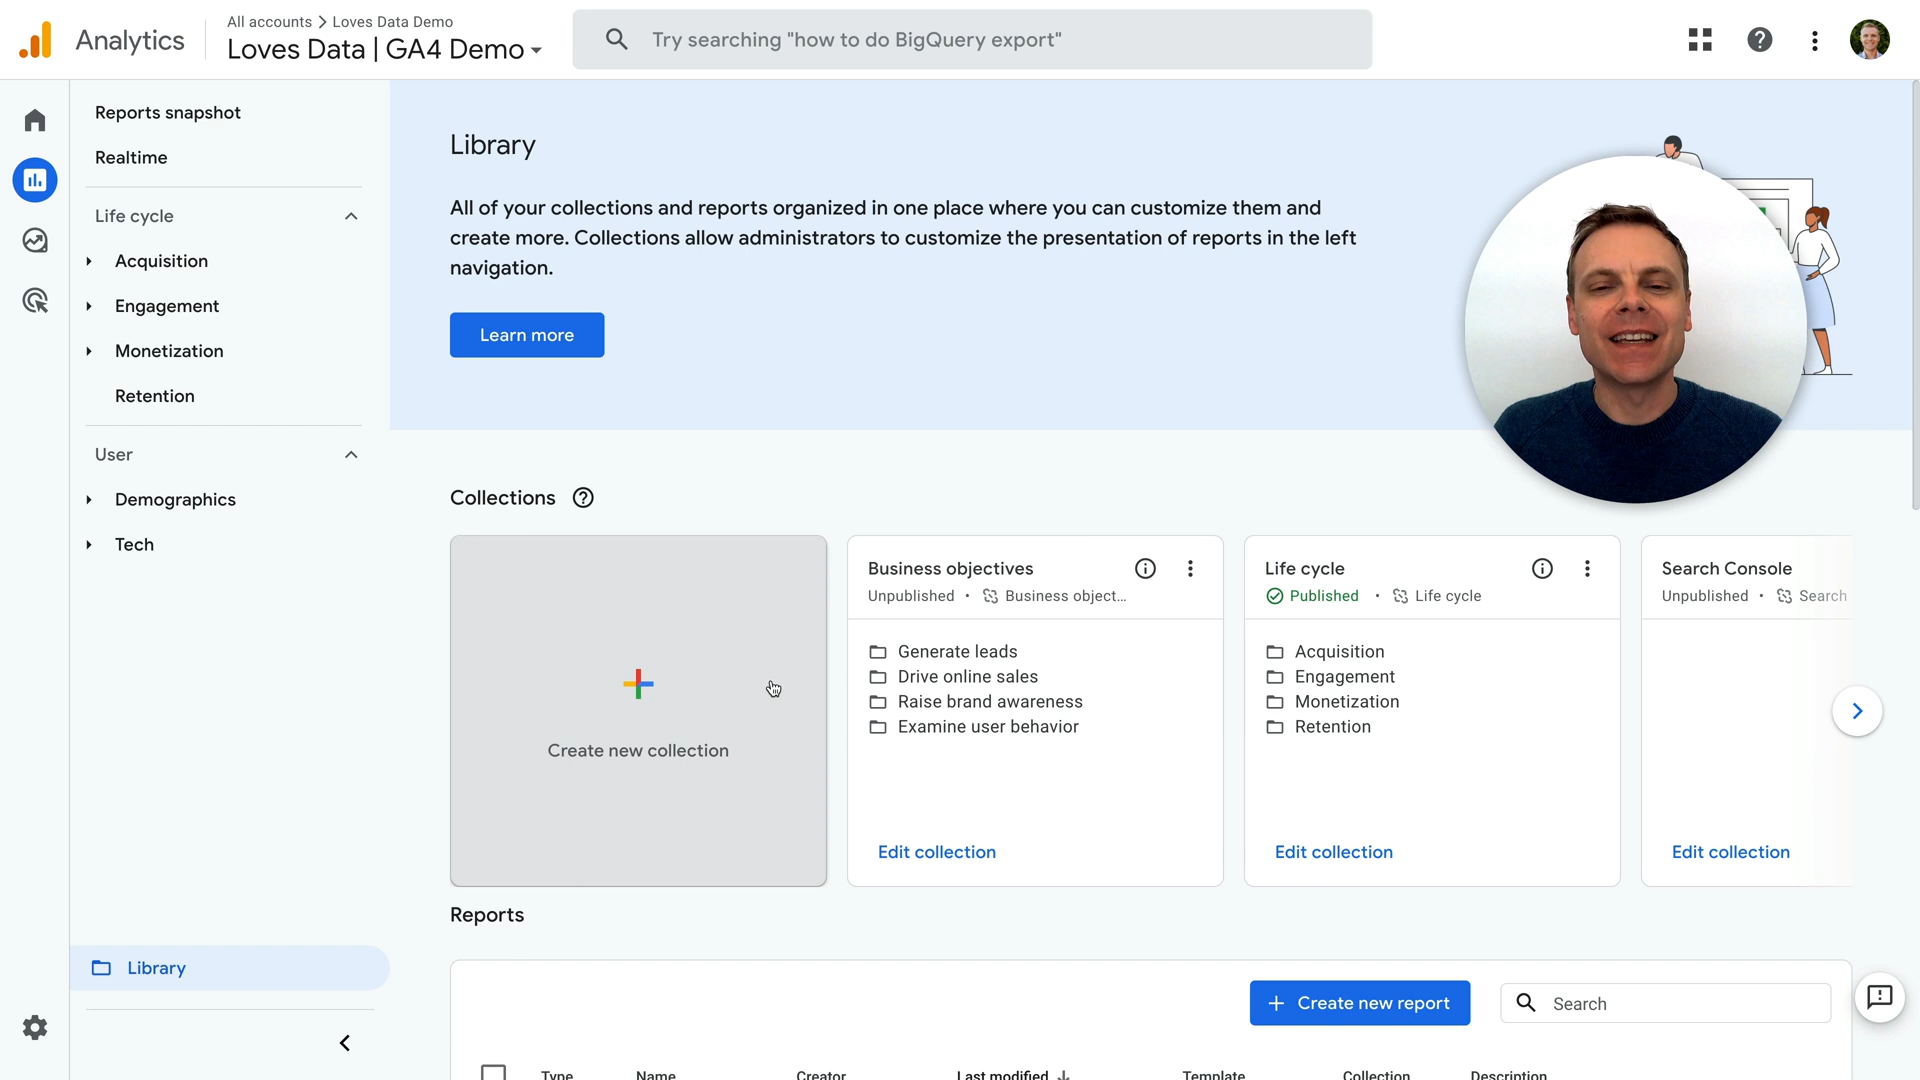 Analytics
All accounts > Loves Data Demo
Loves Data | GA4 Demo
Try searching "how to do BigQuery export"
Reports snapshot
Realtime
Life cycle
Acquisition
Engagement
Monetization
Retention
User
Demographics
Tech
Library
Library
All of your collections and reports organized in one place where you can customize them and
create more. Collections allow administrators to customize the presentation of reports in the left
navigation.
Learn more
Collections
Create new collection
Business objectives
Unpublished • Business object...
Generate leads
Drive online sales
Raise brand awareness
Examine user behavior
Edit collection
Life cycle
Published • Life cycle
Acquisition
Engagement
Monetization
Retention
Edit collection
Search Console
Unpublished • Search
Edit collection
Reports
+ Create new report
Search
Type Name Creator Last modified Template Collection Description